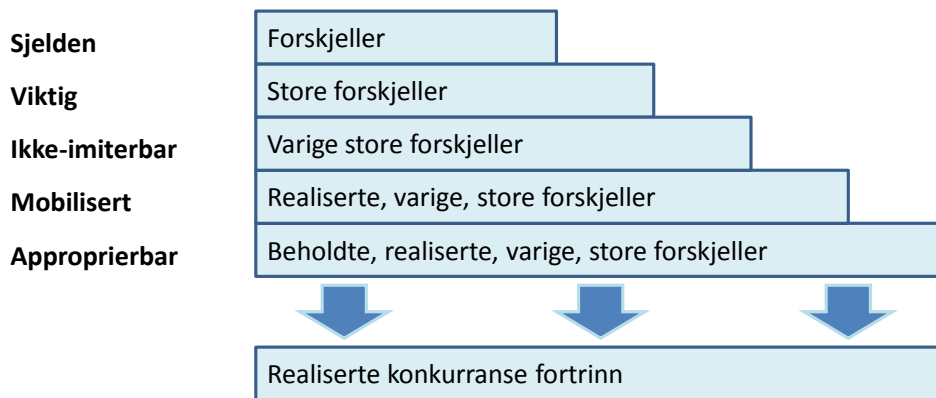 Sjelden
Forskjeller
Viktig
Store forskjeller
Ikke-imiterbar
Varige store forskjeller
Mobilisert
Realiserte, varige, store forskjeller
Approprierbar
Beholdte, realiserte, varige, store forskjeller
Realiserte konkurranse fortrinn